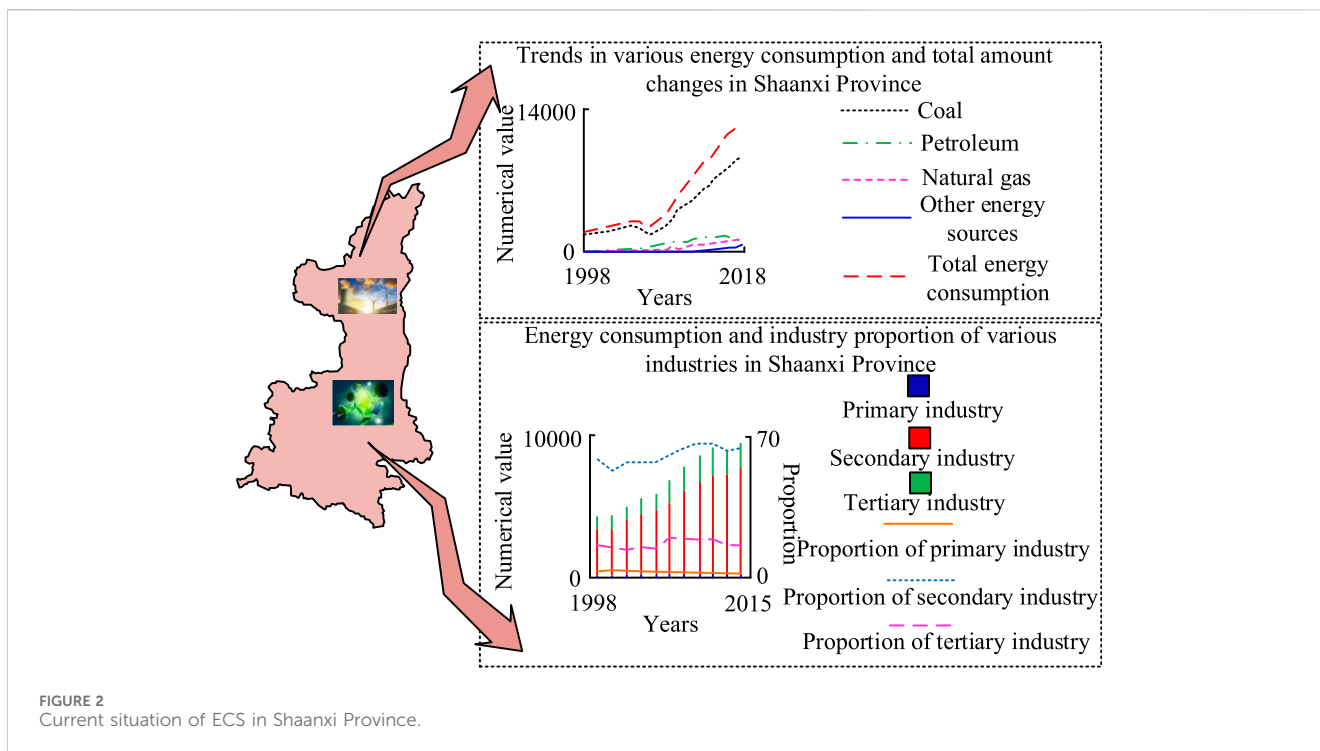 Trends in various energy consumption and total amount
changes in Shaanxi Province
14000
Numerical value
0
1998
2018
Years
Coal
Petroleum
Natural gas
Other energy
sources
Total energy
consumption
Energy consumption and industry proportion of various
industries in Shaanxi Province
10000
Numerical value
0
70
Proportion
0
1998
2015
Years
Primary industry
Secondary industry
Tertiary industry
Proportion of primary industry
Proportion of secondary industry
Proportion of tertiary industry
FIGURE 2
Current situation of ECS in Shaanxi Province.